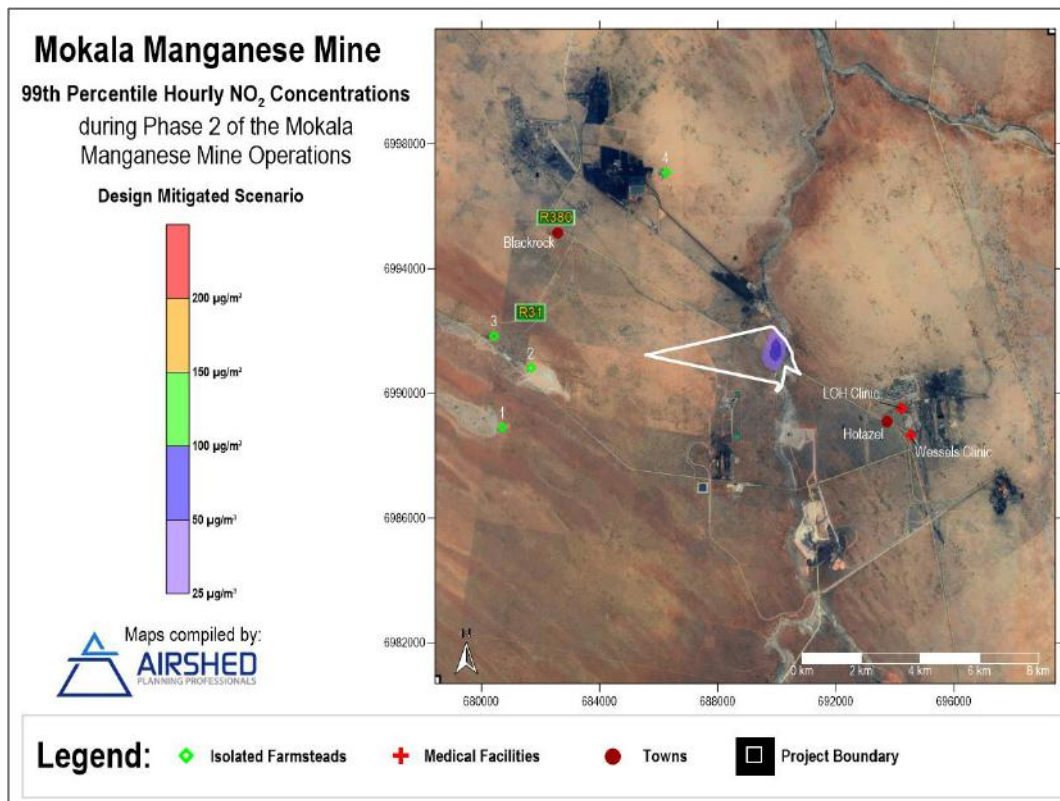 Mokala Manganese Mine
99th Percentile Hourly NO₂ Concentrations
during Phase 2 of the Mokala
Manganese Mine Operations
Design Mitigated Scenario
200 µg/m³
150 µg/m³
100 µg/m³
50 µg/m³
25 µg/m³
Maps compiled by:
AIRSHED
PLANNING PROFESSIONALS
6998000
6994000
6990000
6986000
6982000
4
R380
Blackrock
R31
3
2
1
LOH Clinic
Hotazel
Wessels Clinic
N
0 km 2 km 4 km 6 km 8 km
680000 684000 688000 692000 696000
Legend: Isolated Farmsteads Medical Facilities Towns Project Boundary